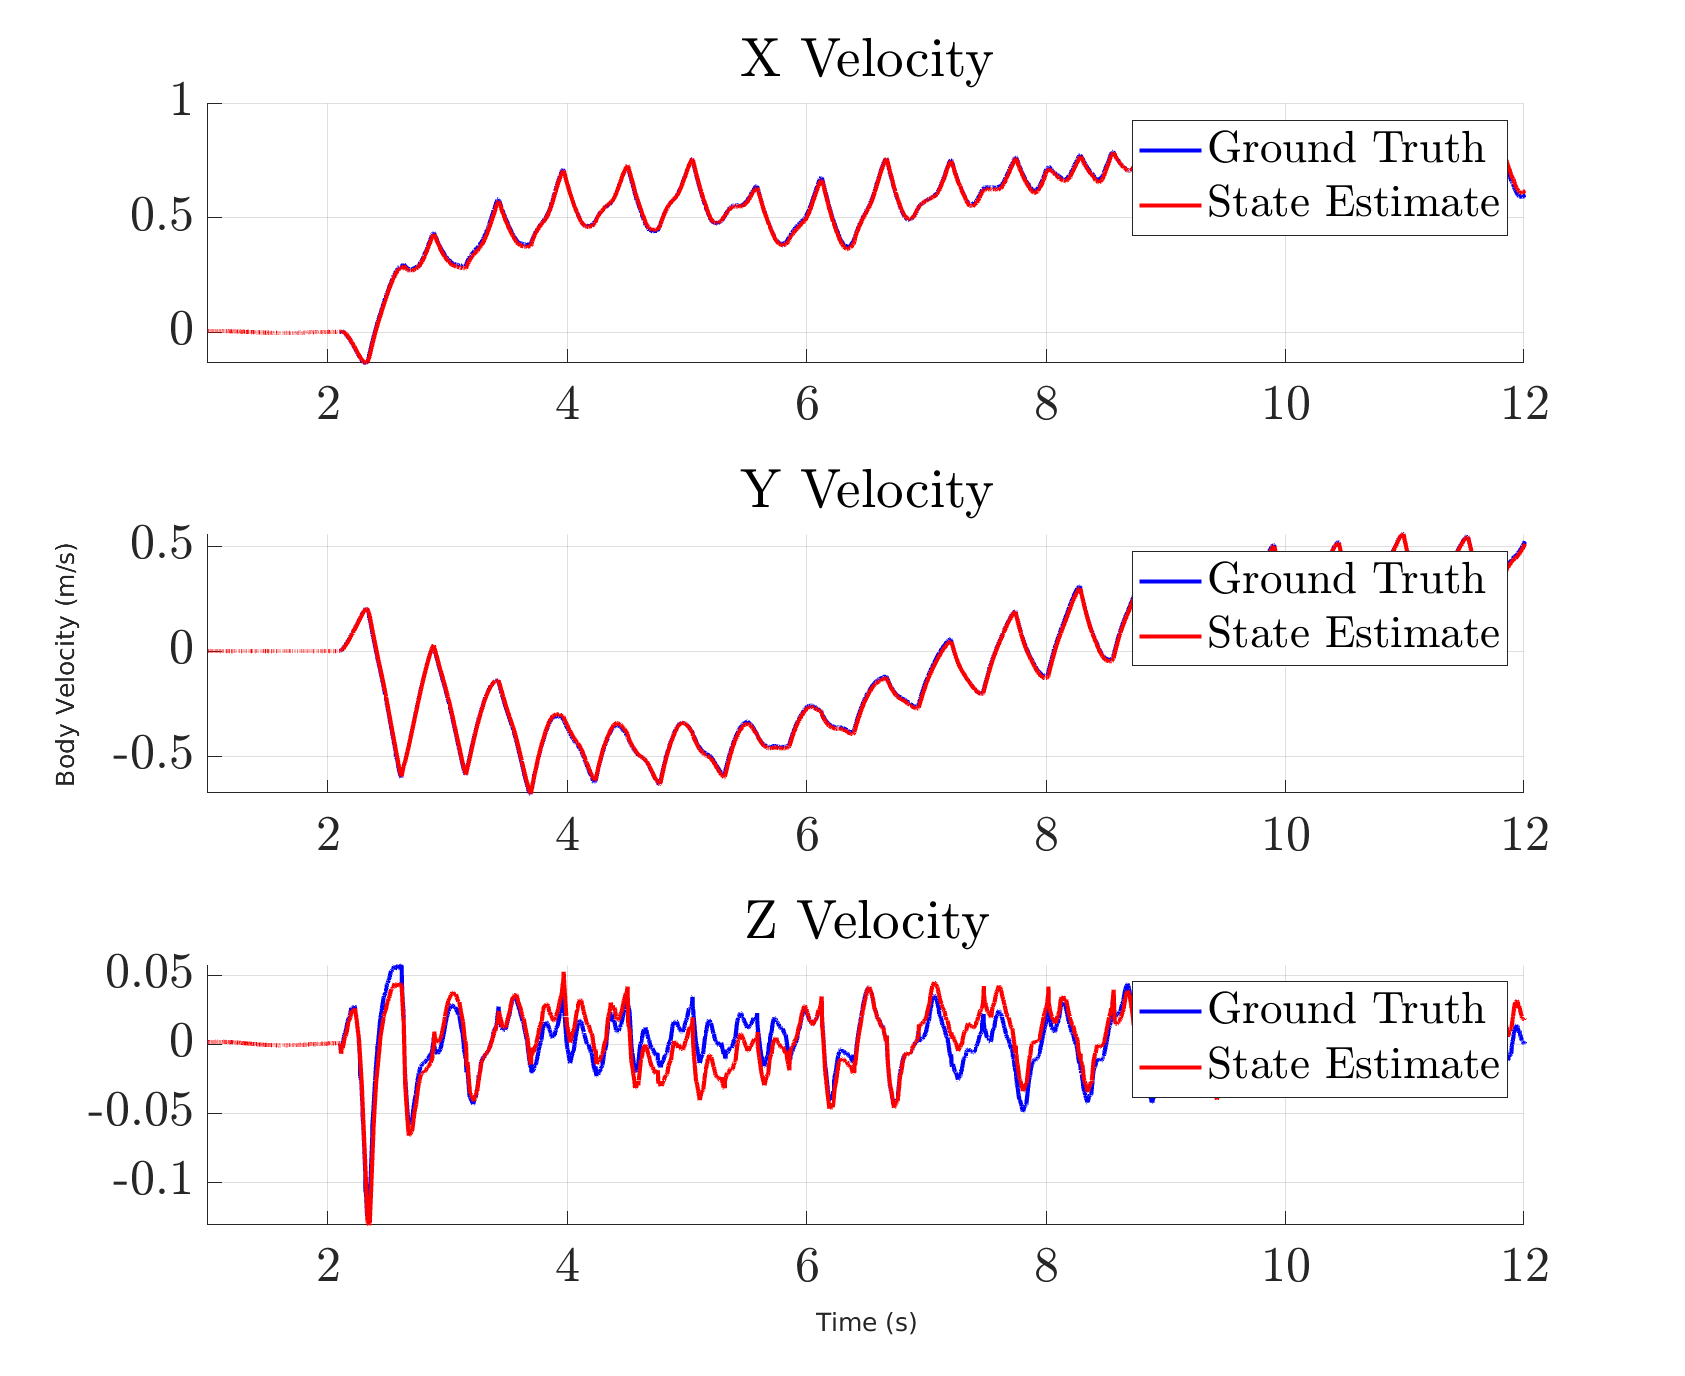 X Velocity
1
0.5
0
Ground Truth
State Estimate
2 4 6 8 10 12
Y Velocity
Body Velocity (m/s)
0.5
0
-0.5
Ground Truth
State Estimate
2 4 6 8 10 12
Z Velocity
0.05
0
-0.05
-0.1
Ground Truth
State Estimate
2 4 6 8 10 12
Time (s)